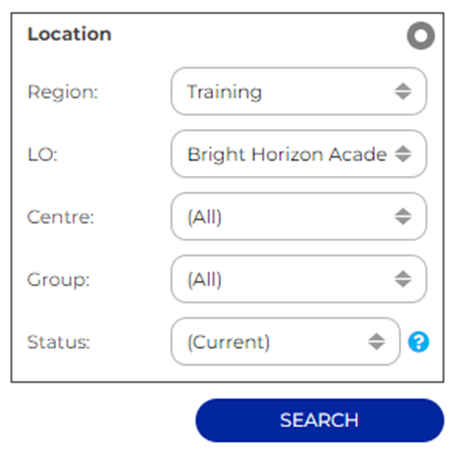 Location
Region: Training
LO: Bright Horizon Acade
Centre: (All)
Group: (All)
Status: (Current) ?
SEARCH